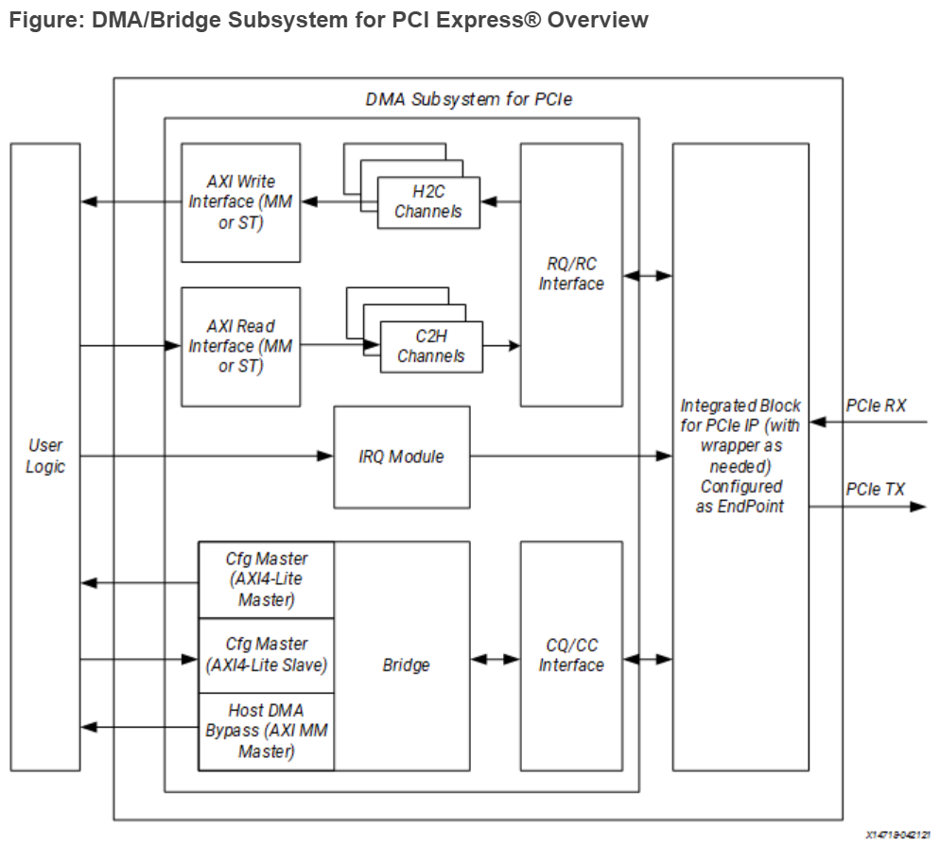 Figure: DMA/Bridge Subsystem for PCI Express® Overview
DMA Subsystem for PCIe
AXI Write
Interface (MM
or ST)
H2C
Channels
RQ/RC
Interface
AXI Read
Interface (MM
or ST)
C2H
Channels
User
Logic
IRQ Module
Integrated Block
for PCIe IP (with
wrapper as
needed)
Configured
as EndPoint
PCIe RX
PCIe TX
Cfg Master
(AXI4-Lite
Master)
Cfg Master
(AXI4-Lite Slave)
Host DMA
Bypass (AXI MM
Master)
Bridge
CQ/CC
Interface
X14718-042121